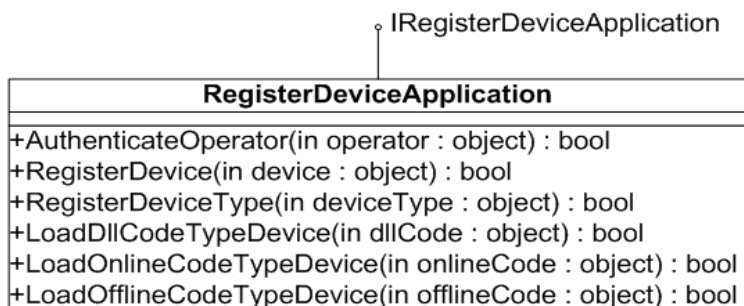 IRegisterDeviceApplication
RegisterDeviceApplication
+AuthenticateOperator(in operator : object) : bool
+RegisterDevice(in device : object) : bool
+RegisterDeviceType(in deviceType : object) : bool
+LoadDllCodeTypeDevice(in dllCode : object) : bool
+LoadOnlineCodeTypeDevice(in onlineCode : object) : bool
+LoadOfflineCodeTypeDevice(in offlineCode : object) : bool